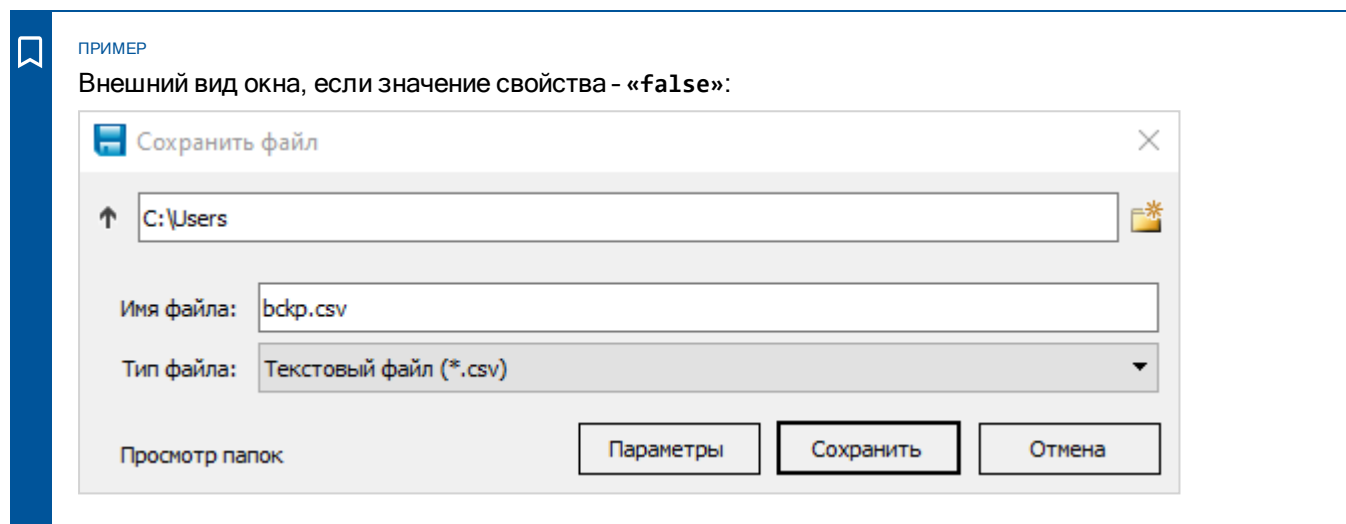 ПРИМЕР
Внешний вид окна, если значение свойства - «false»:
Сохранить файл
C:\Users
Имя файла: bckp.csv
Тип файла: Текстовый файл (*.csv)
Просмотр папок Параметры Сохранить Отмена